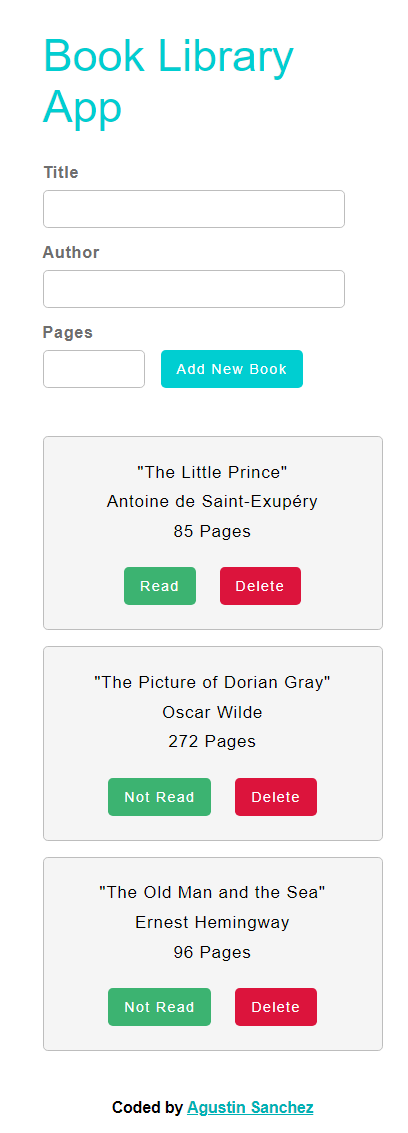 Book Library
App
Title
Author
Pages
Add New Book
"The Little Prince"
Antoine de Saint-Exupéry
85 Pages
Read Delete
"The Picture of Dorian Gray"
Oscar Wilde
272 Pages
Not Read Delete
"The Old Man and the Sea"
Ernest Hemingway
96 Pages
Not Read Delete
Coded by Agustin Sanchez